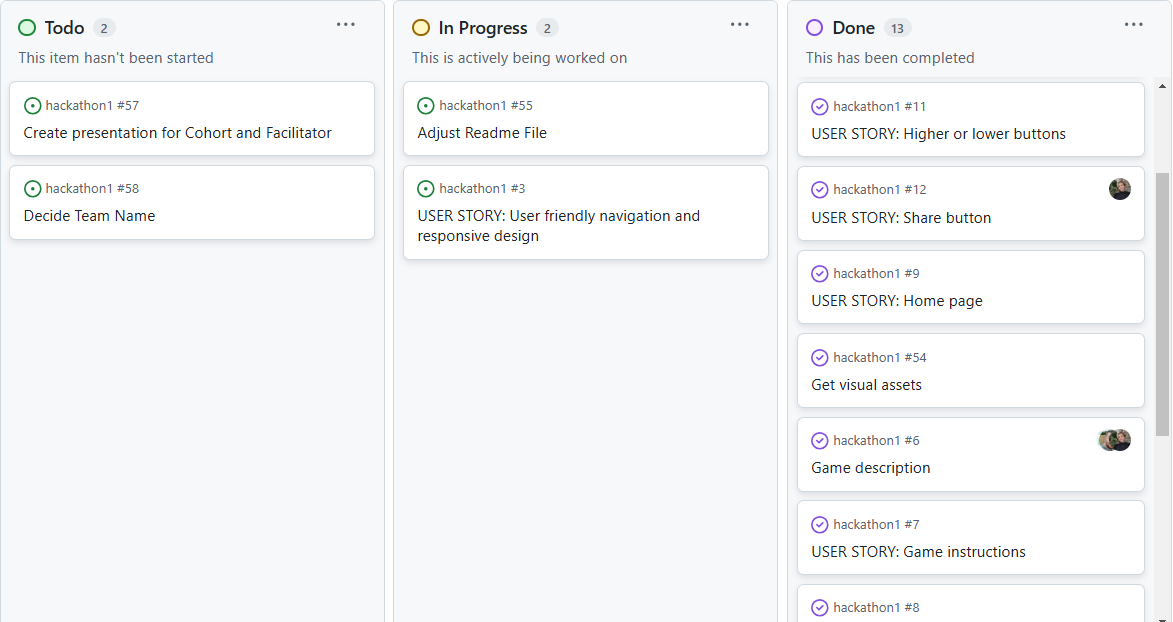 Todo 2
This item hasn't been started
hackathon1 #57
Create presentation for Cohort and Facilitator
hackathon1 #58
Decide Team Name
In Progress 2
This is actively being worked on
hackathon1 #55
Adjust Readme File
hackathon1 #3
USER STORY: User friendly navigation and
responsive design
Done 13
This has been completed
hackathon1 #11
USER STORY: Higher or lower buttons
hackathon1 #12
USER STORY: Share button
hackathon1 #9
USER STORY: Home page
hackathon1 #54
Get visual assets
hackathon1 #6
Game description
hackathon1 #7
USER STORY: Game instructions
hackathon1 #8